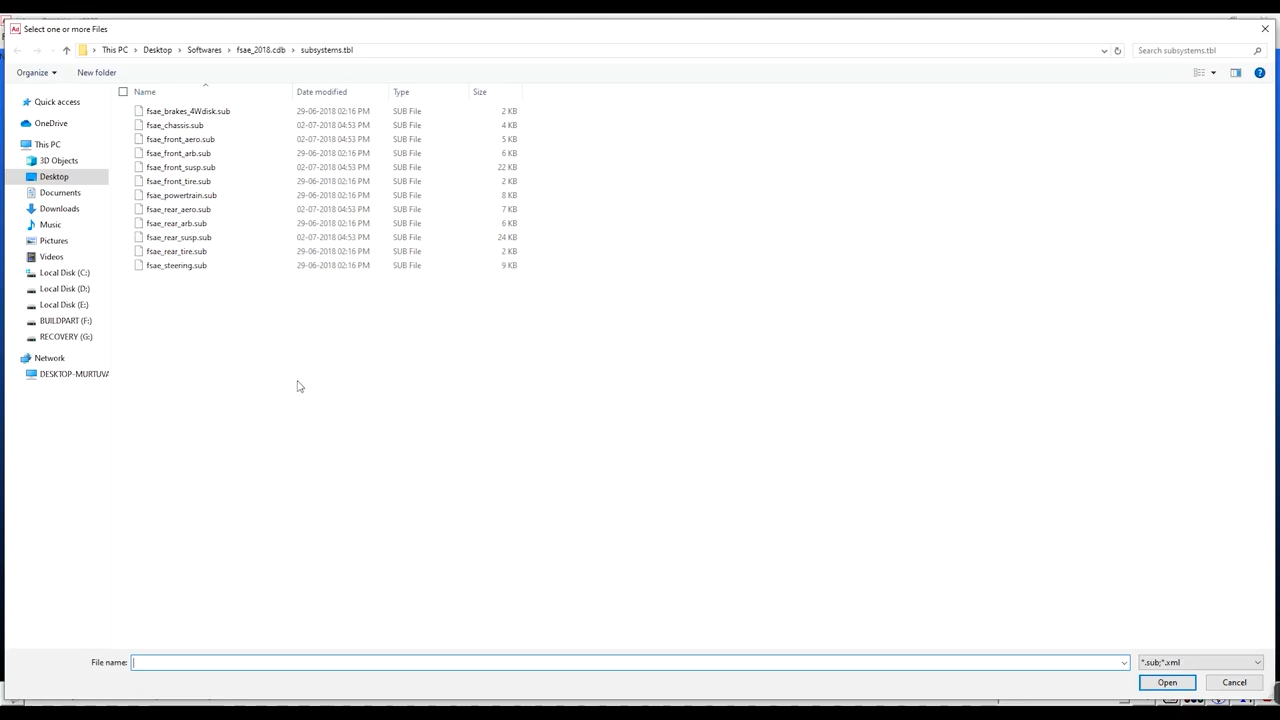 Select one or more Files
This PC > Desktop > Softwares > fsae_2018.cdb > subsystems.tbl
Search subsystems.tbl
Organize
New folder
Name Date modified Type Size
fsae_brakes_4Wdisk.sub 29-06-2018 02:16 PM SUB File 2 KB
fsae_chassis.sub 02-07-2018 04:53 PM SUB File 4 KB
fsae_front_aero.sub 02-07-2018 04:53 PM SUB File 5 KB
fsae_front_arb.sub 29-06-2018 02:16 PM SUB File 6 KB
fsae_front_susp.sub 02-07-2018 04:53 PM SUB File 22 KB
fsae_front_tire.sub 29-06-2018 02:16 PM SUB File 2 KB
fsae_powertrain.sub 29-06-2018 02:16 PM SUB File 8 KB
fsae_rear_aero.sub 02-07-2018 04:53 PM SUB File 7 KB
fsae_rear_arb.sub 29-06-2018 02:16 PM SUB File 6 KB
fsae_rear_susp.sub 02-07-2018 04:53 PM SUB File 24 KB
fsae_rear_tire.sub 29-06-2018 02:16 PM SUB File 2 KB
fsae_steering.sub 29-06-2018 02:16 PM SUB File 9 KB
Quick access
OneDrive
This PC
3D Objects
Desktop
Documents
Downloads
Music
Pictures
Videos
Local Disk (C:)
Local Disk (D:)
Local Disk (E:)
BUILDPART (F:)
RECOVERY (G:)
Network
DESKTOP-MURTUVA
File name:
*.sub;*.xml
Open
Cancel